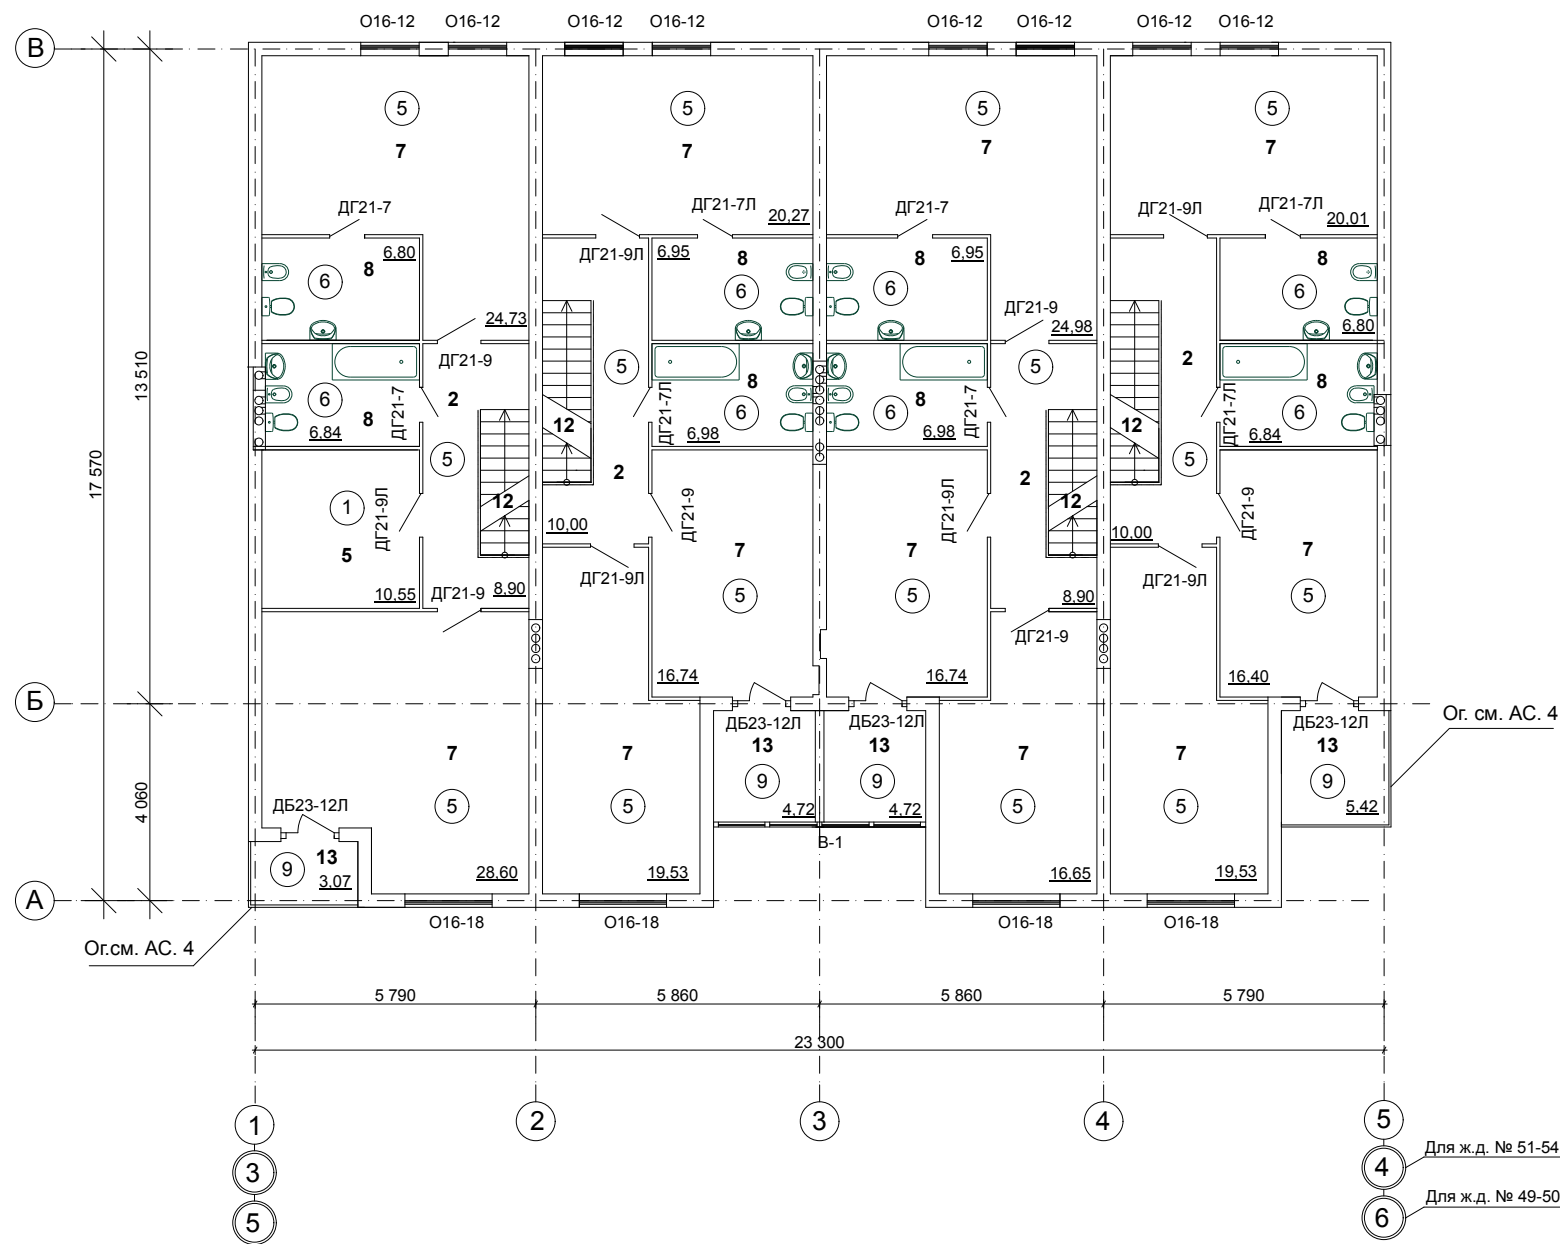 О16-12 О16-12 О16-12 О16-12 О16-12 О16-12 О16-12 О16-12
В
5 5 5 5
7 7 7 7
ДГ21-7 ДГ21-7Л 20,27 ДГ21-7 ДГ21-9Л ДГ21-7Л 20,01
6,80 8 ДГ21-9Л 6,95 8 8 6,95 8
6 6 6 6
24,73 ДГ21-9 24,98 6,80
ДГ21-9 5 5 2
13 510
6 8 2 8 6 6 8 8 6
6,84 ДГ21-7 12 ДГ21-7Л 6,98 6,98 ДГ21-7 12 ДГ21-7Л 6,84
17 570
5 2 2 5
1 ДГ21-9Л 12 10,00 ДГ21-9 ДГ21-9Л 12 10,00 ДГ21-9
5 7 7 7
10,55 ДГ21-9 8,90 ДГ21-9Л 5 5 8,90 ДГ21-9Л 5
ДГ21-9
16,74 16,74 16,40
Б
Ог. см. АС. 4
ДБ23-12Л ДБ23-12Л ДБ23-12Л
7 7 13 13 7 7 13
9 9 9
4 060
ДБ23-12Л 5 5 4,72 4,72 5 5 5,42
В-1
13
9 3,07 28,60 19,53 16,65 19,53
А
О16-18 О16-18 О16-18 О16-18
Ог.см. АС. 4
5 790 5 860 5 860 5 790
23 300
1 2 3 4 5
3 4 Для ж.д. № 51-54
5 6 Для ж.д. № 49-50